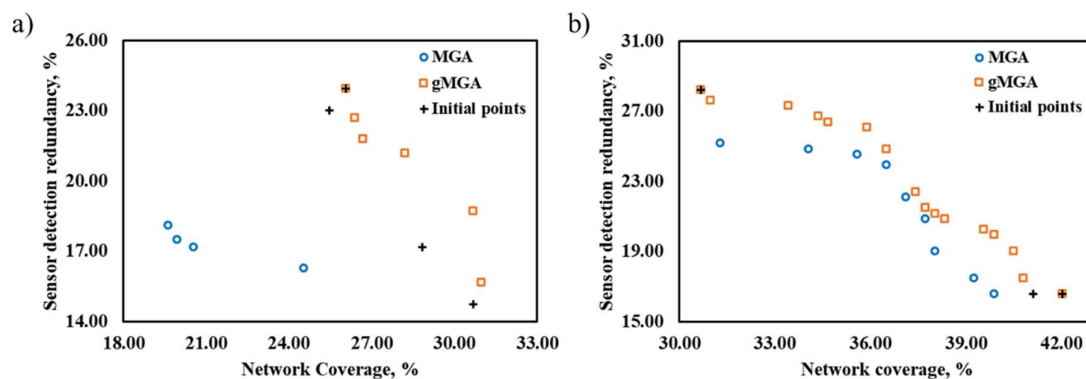 a)
26.00
23.00
20.00
17.00
14.00
Sensor detection redundancy, %
MGA
gMGA
Initial points
18.00 21.00 24.00 27.00 30.00 33.00
Network Coverage, %
b)
31.00
27.00
23.00
19.00
15.00
Sensor detection redundancy, %
MGA
gMGA
Initial points
30.00 33.00 36.00 39.00 42.00
Network coverage, %